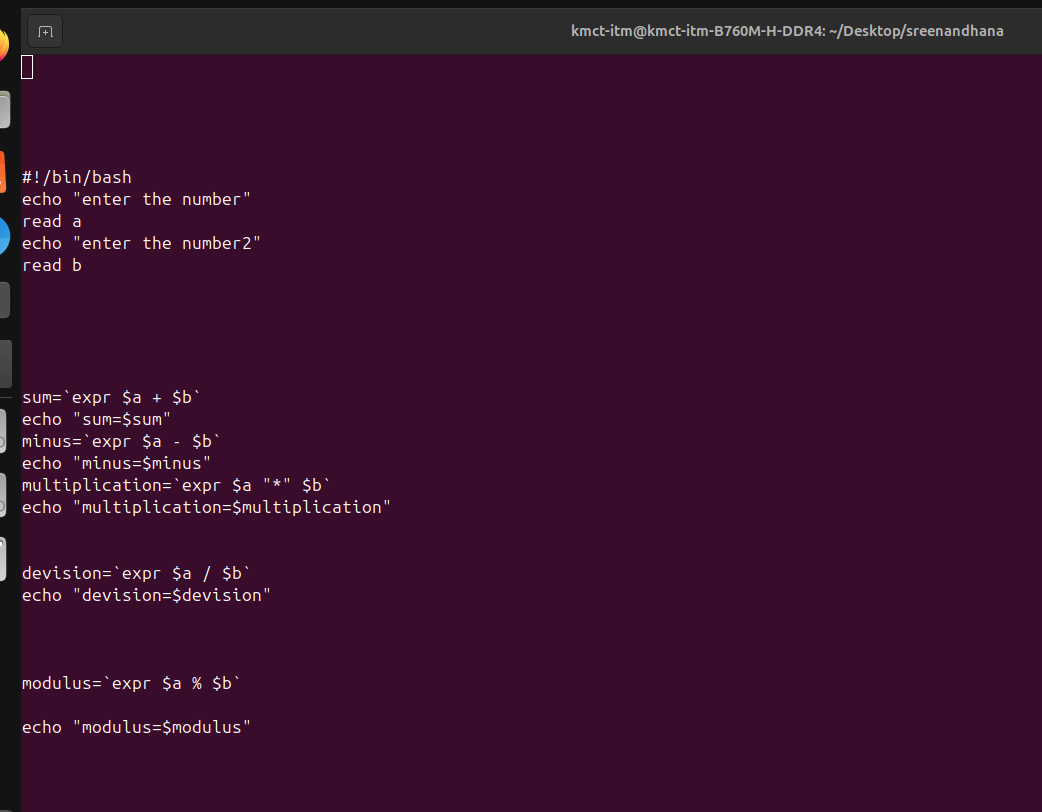 kmct-itm@kmct-itm-B760M-H-DDR4: ~/Desktop/sreenandhana
#!/bin/bash
echo "enter the number"
read a
echo "enter the number2"
read b
sum=`expr $a + $b`
echo "sum=$sum"
minus=`expr $a - $b`
echo "minus=$minus"
multiplication=`expr $a "*" $b`
echo "multiplication=$multiplication"
devision=`expr $a / $b`
echo "devision=$devision"
modulus=`expr $a % $b`
echo "modulus=$modulus"